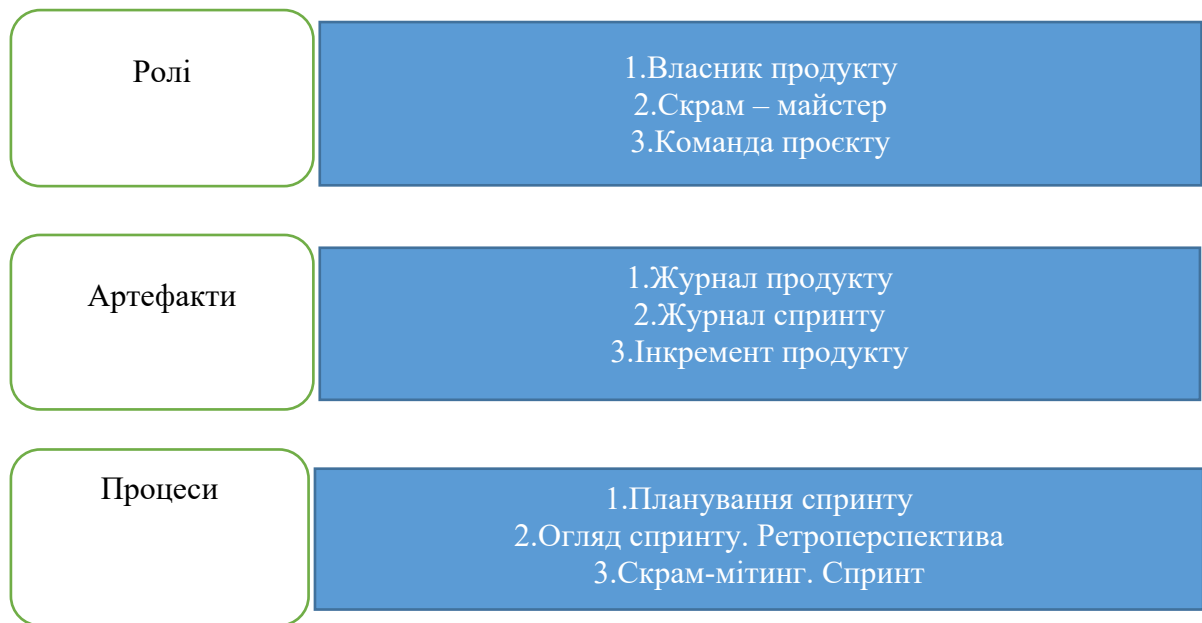 Ролі
1.Власник продукту
2.Скрам – майстер
3.Команда проєкту
Артефакти
1.Журнал продукту
2.Журнал спринту
3.Інкремент продукту
Процеси
1.Планування спринту
2.Огляд спринту. Ретроперспектива
3.Скрам-мітинг. Спринт